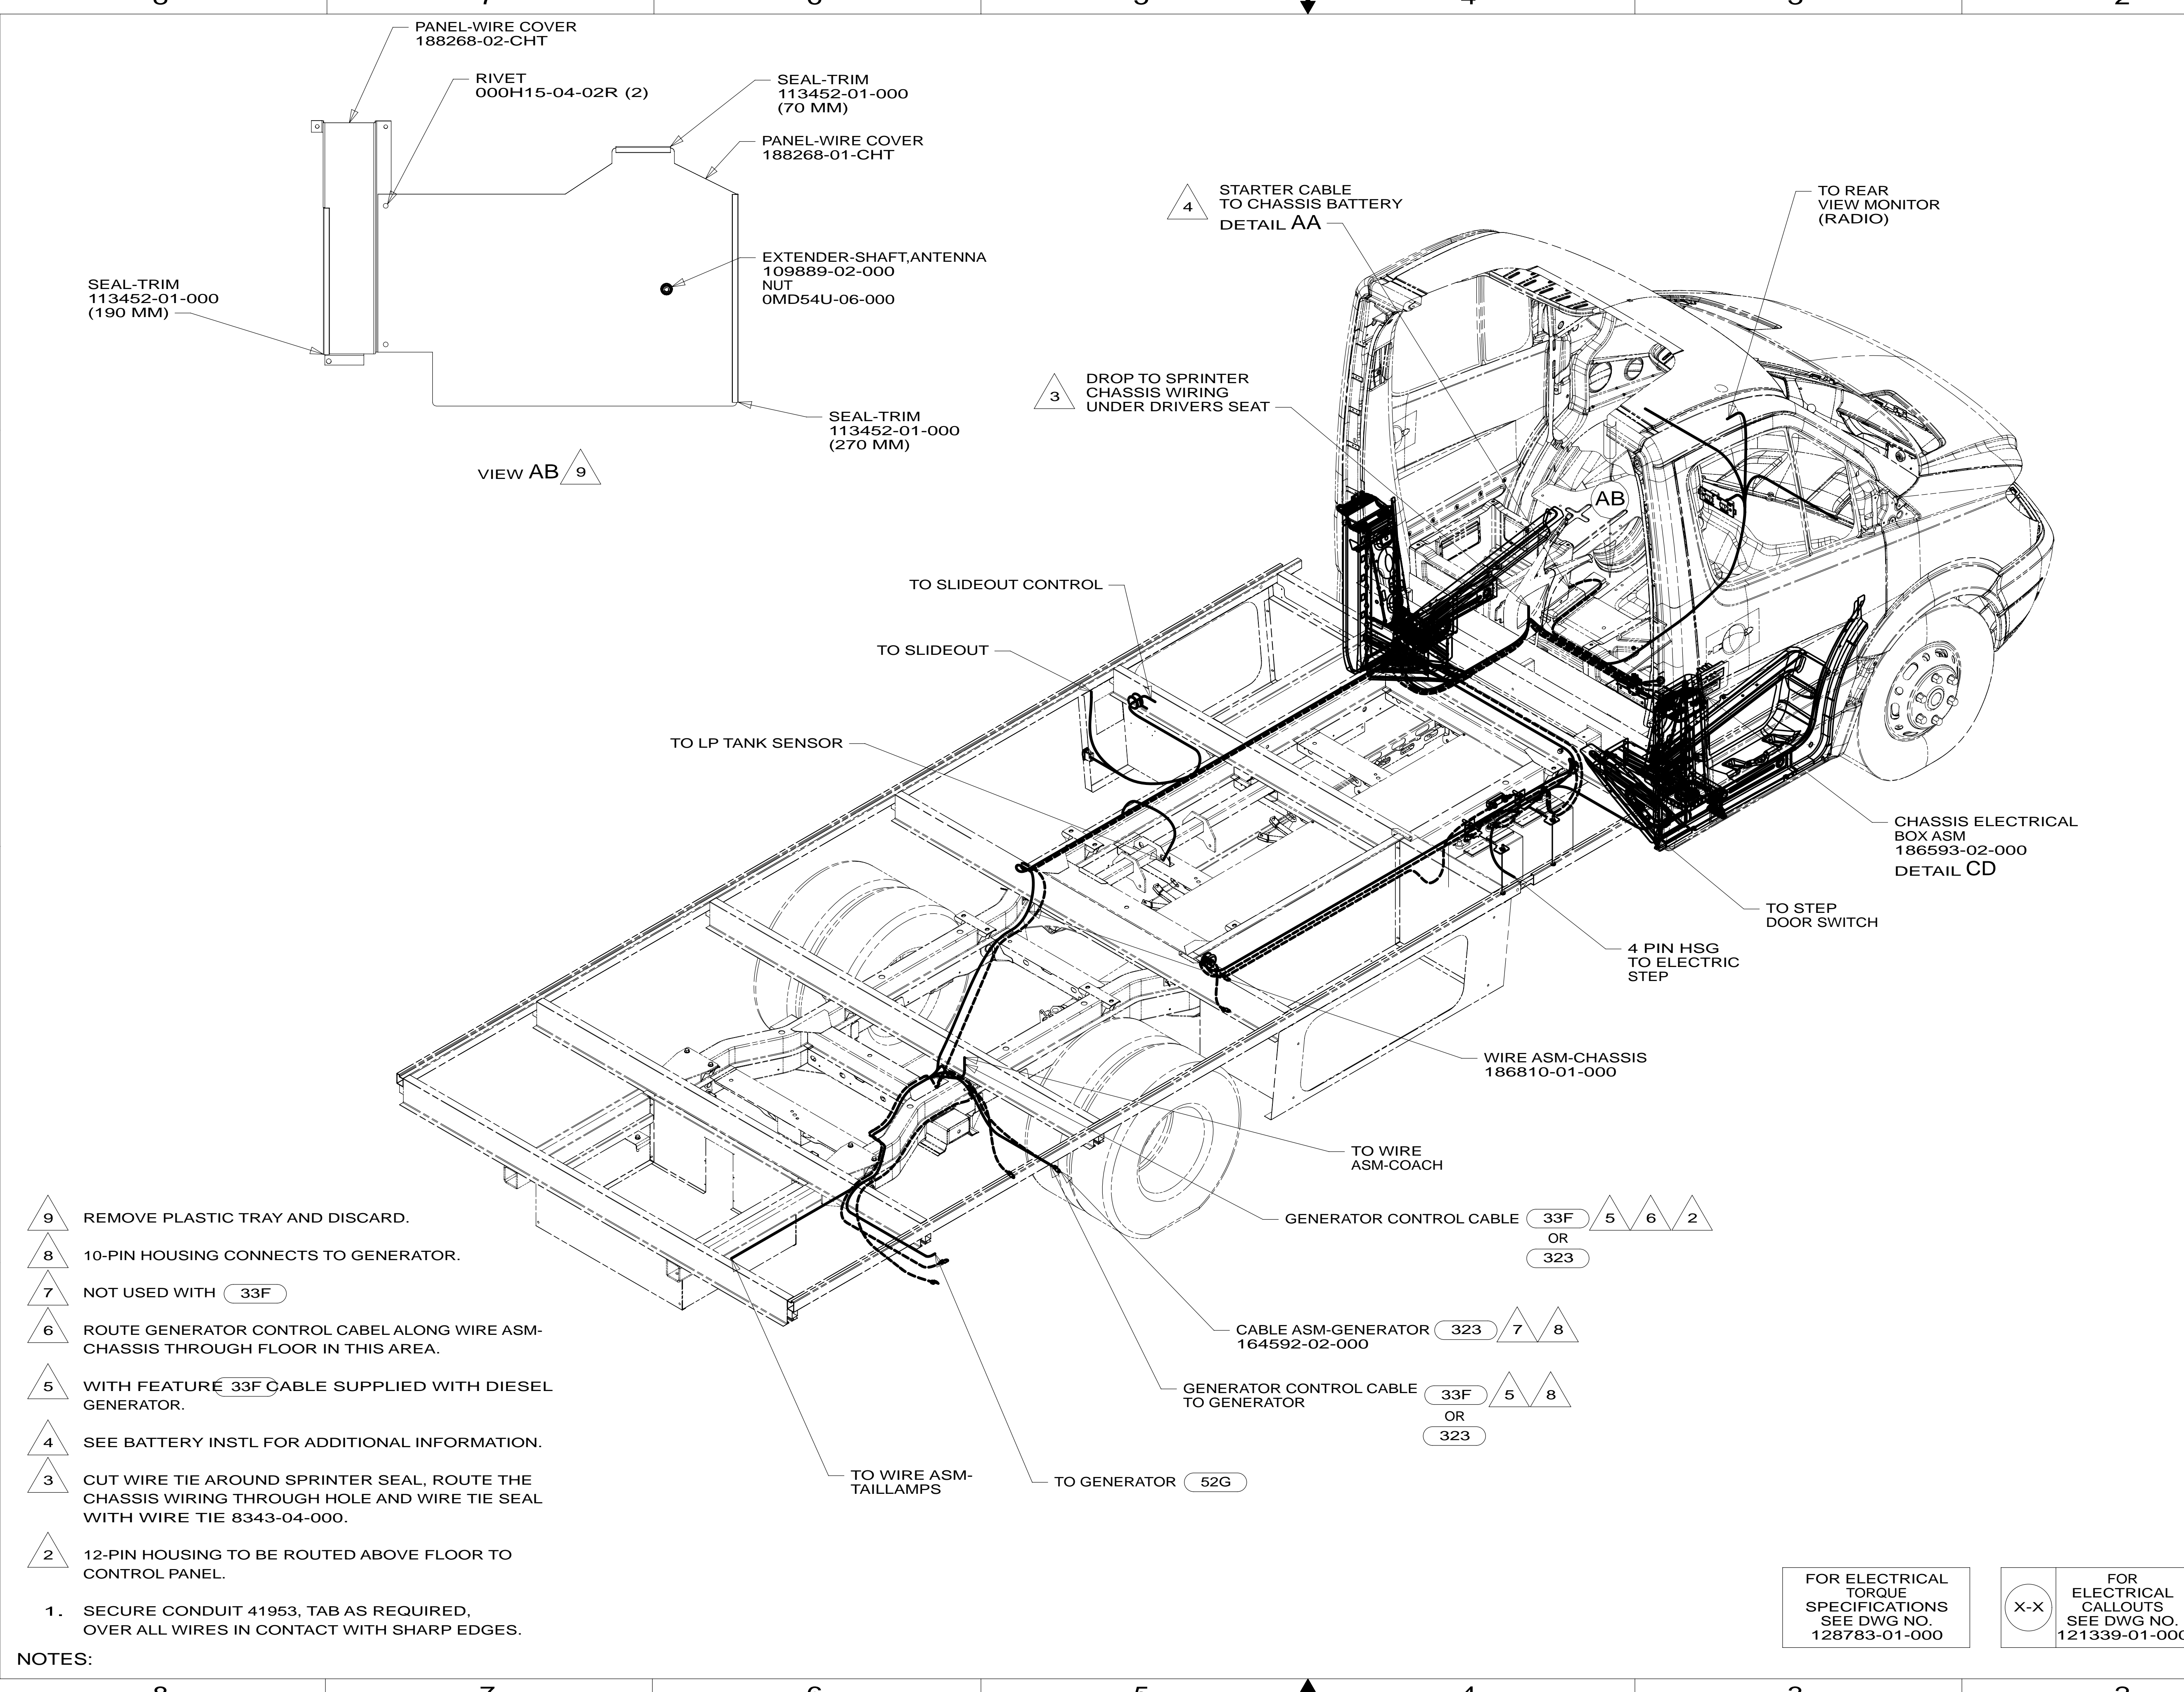 PANEL-WIRE COVER
188268-02-CHT
RIVET
000H15-04-02R (2)
SEAL-TRIM
113452-01-000
(70 MM)
PANEL-WIRE COVER
188268-01-CHT
EXTENDER-SHAFT,ANTENNA
109889-02-000
NUT
0MD54U-06-000
SEAL-TRIM
113452-01-000
(190 MM)
SEAL-TRIM
113452-01-000
(270 MM)
VIEW AB 9
4
STARTER CABLE
TO CHASSIS BATTERY
DETAIL AA
TO REAR
VIEW MONITOR
(RADIO)
3
DROP TO SPRINTER
CHASSIS WIRING
UNDER DRIVERS SEAT
AB
TO SLIDEOUT CONTROL
TO SLIDEOUT
TO LP TANK SENSOR
CHASSIS ELECTRICAL
BOX ASM
186593-02-000
DETAIL CD
TO STEP
DOOR SWITCH
4 PIN HSG
TO ELECTRIC
STEP
WIRE ASM-CHASSIS
186810-01-000
TO WIRE
ASM-COACH
GENERATOR CONTROL CABLE 33F 5 6 2
OR
323
CABLE ASM-GENERATOR 323 7 8
164592-02-000
GENERATOR CONTROL CABLE 33F 5 8
TO GENERATOR
OR
323
TO WIRE ASM-
TAILLAMPS
TO GENERATOR 52G
9 REMOVE PLASTIC TRAY AND DISCARD.
8 10-PIN HOUSING CONNECTS TO GENERATOR.
7 NOT USED WITH 33F
6 ROUTE GENERATOR CONTROL CABEL ALONG WIRE ASM-
CHASSIS THROUGH FLOOR IN THIS AREA.
5 WITH FEATURE 33F CABLE SUPPLIED WITH DIESEL
GENERATOR.
4 SEE BATTERY INSTL FOR ADDITIONAL INFORMATION.
3 CUT WIRE TIE AROUND SPRINTER SEAL, ROUTE THE
CHASSIS WIRING THROUGH HOLE AND WIRE TIE SEAL
WITH WIRE TIE 8343-04-000.
2 12-PIN HOUSING TO BE ROUTED ABOVE FLOOR TO
CONTROL PANEL.
1. SECURE CONDUIT 41953, TAB AS REQUIRED,
OVER ALL WIRES IN CONTACT WITH SHARP EDGES.
NOTES:
FOR ELECTRICAL
TORQUE
SPECIFICATIONS
SEE DWG NO.
128783-01-000
X-X
FOR
ELECTRICAL
CALLOUTS
SEE DWG NO.
121339-01-000